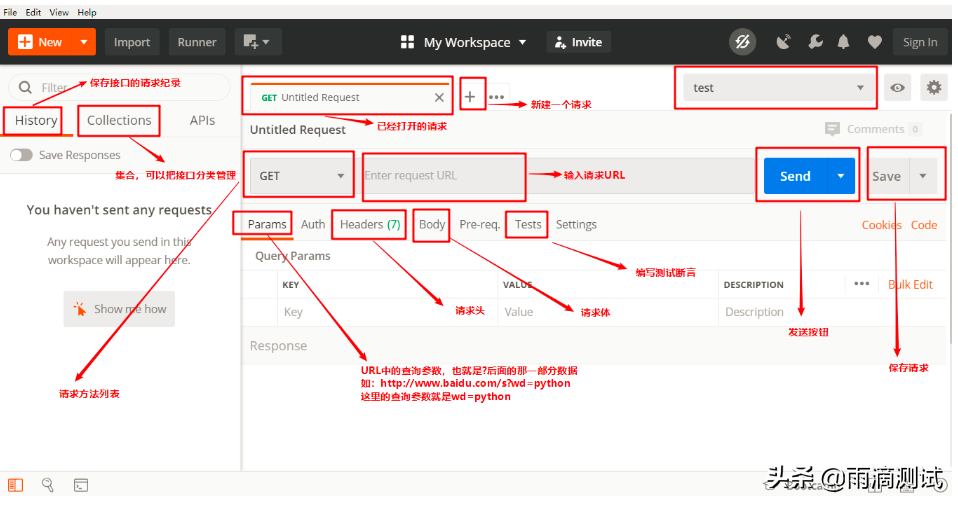 File Edit View Help
New Import Runner My Workspace Invite Sign In
Filter 保存接口的请求纪录
GET Untitled Request
新建一个请求
test
History Collections APIs
已经打开的请求
Untitled Request
Comments 0
Save Responses
集合，可以把接口分类管理
GET Enter request URL
输入请求URL
Send Save
You haven't sent any requests
Any request you send in this
workspace will appear here.
Show me how
Params Auth Headers (7) Body Pre-req. Tests Settings Cookies Code
Query Params
编写测试断言
KEY VALUE DESCRIPTION Bulk Edit
Key Value Description
请求头
请求体
发送按钮
Response
保存请求
URL中的查询参数，也就是?后面的那一部分数据
如：http://www.baidu.com/s?wd=python
这里的查询参数就是wd=python
请求方法列表
头条 @雨滴测试